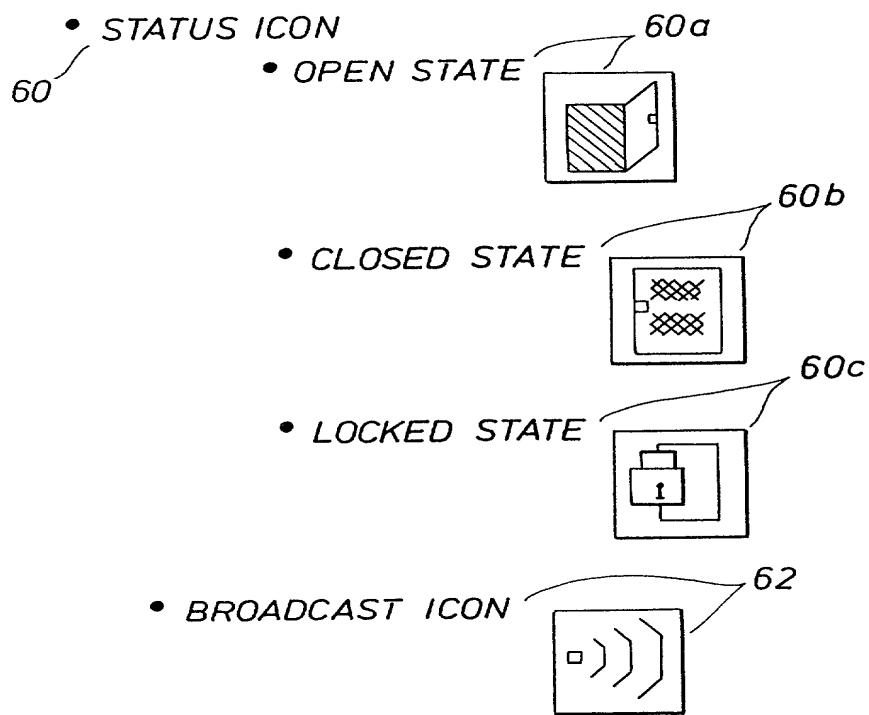 • STATUS ICON
60
• OPEN STATE 60a
• CLOSED STATE 60b
• LOCKED STATE 60c
• BROADCAST ICON 62